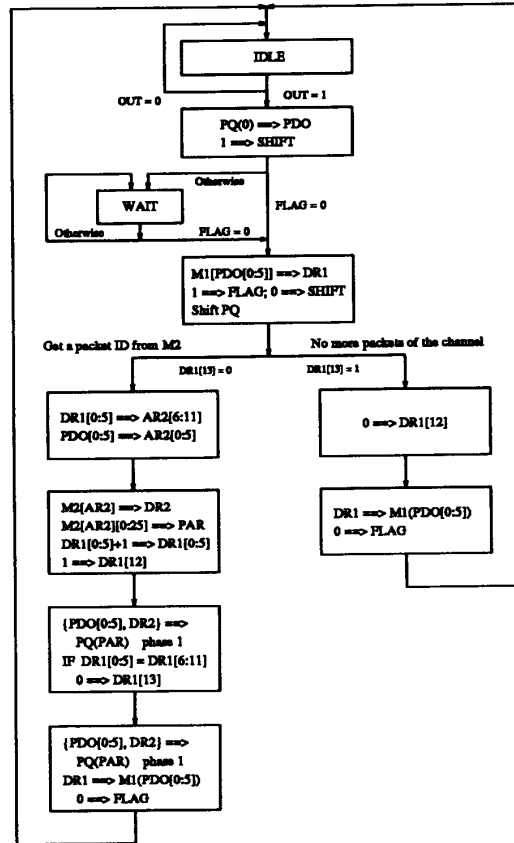 IDLE
OUT = 0
OUT = 1
PQ(0) ==> PDO
1 ==> SHIFT
Otherwise
WAIT
FLAG = 0
Otherwise
FLAG = 0
M1[PDO[0:5]] ==> DR1
1 ==> FLAG; 0 ==> SHIFT
Shift PQ
Get a packet ID from M2
No more packets of the channel
DR1[13] = 0
DR1[13] = 1
DR1[0:5] ==> AR2[6:11]
PDO[0:5] ==> AR2[0:5]
0 ==> DR1[12]
M2[AR2] ==> DR2
M2[AR2][0:25] ==> PAR
DR1[0:5]+1 ==> DR1[0:5]
1 ==> DR1[12]
DR1 ==> M1(PDO[0:5])
0 ==> FLAG
{PDO[0:5], DR2} ==>
PQ(PAR) phase 1
IF DR1[0:5] = DR1[6:11]
0 ==> DR1[13]
{PDO[0:5], DR2} ==>
PQ(PAR) phase 1
DR1 ==> M1(PDO[0:5])
0 ==> FLAG